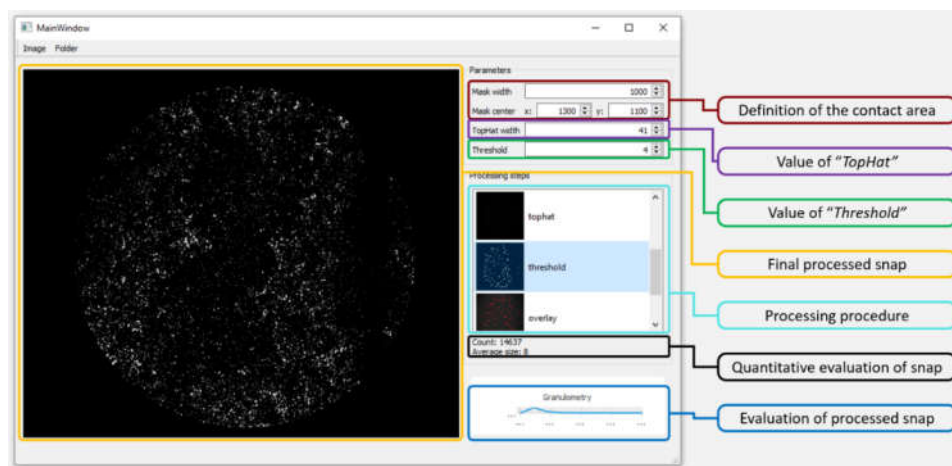 MainWindow
Image Folder
Parameters
Mask width 1000
Mask center x: 1300 y: 1100
TopHat width 41
Threshold 4
Processing steps
tophat
threshold
overlay
Count: 14637
Average size: 8
Granulometry
Definition of the contact area
Value of “TopHat”
Value of “Threshold”
Final processed snap
Processing procedure
Quantitative evaluation of snap
Evaluation of processed snap